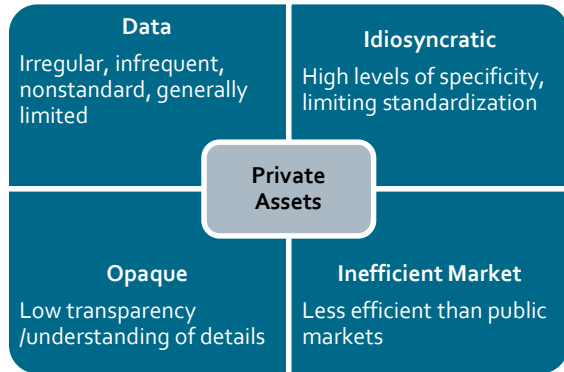 Data
Irregular, infrequent,
nonstandard, generally
limited
Idiosyncratic
High levels of specificity,
limiting standardization
Private
Assets
Opaque
Low transparency
/understanding of details
Inefficient Market
Less efficient than public
markets